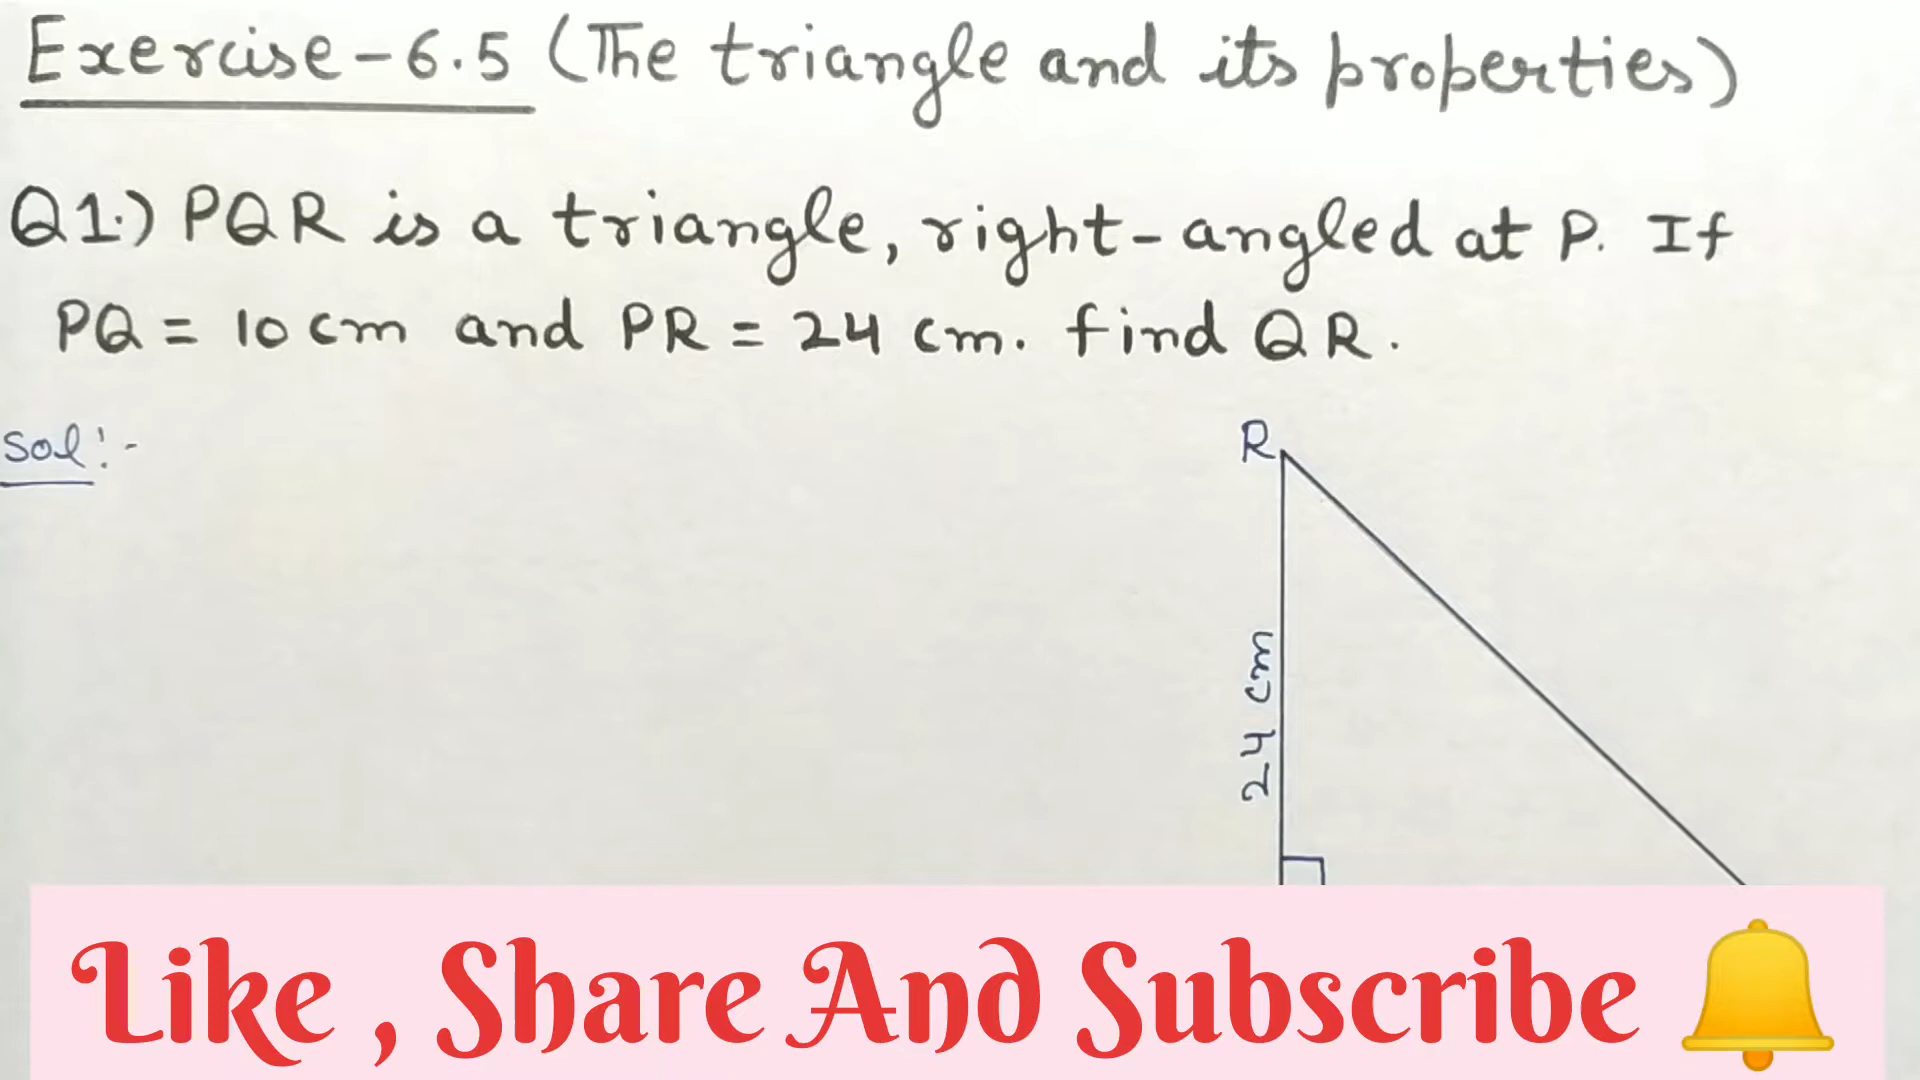 Exercise-6.5 (The triangle and its properties)
Q1.) PQR is a triangle, right-angled at P. If
PQ = 10 cm and PR = 24 cm. find QR.
Sol!:-
R
24 cm
Like , Share And Subscribe